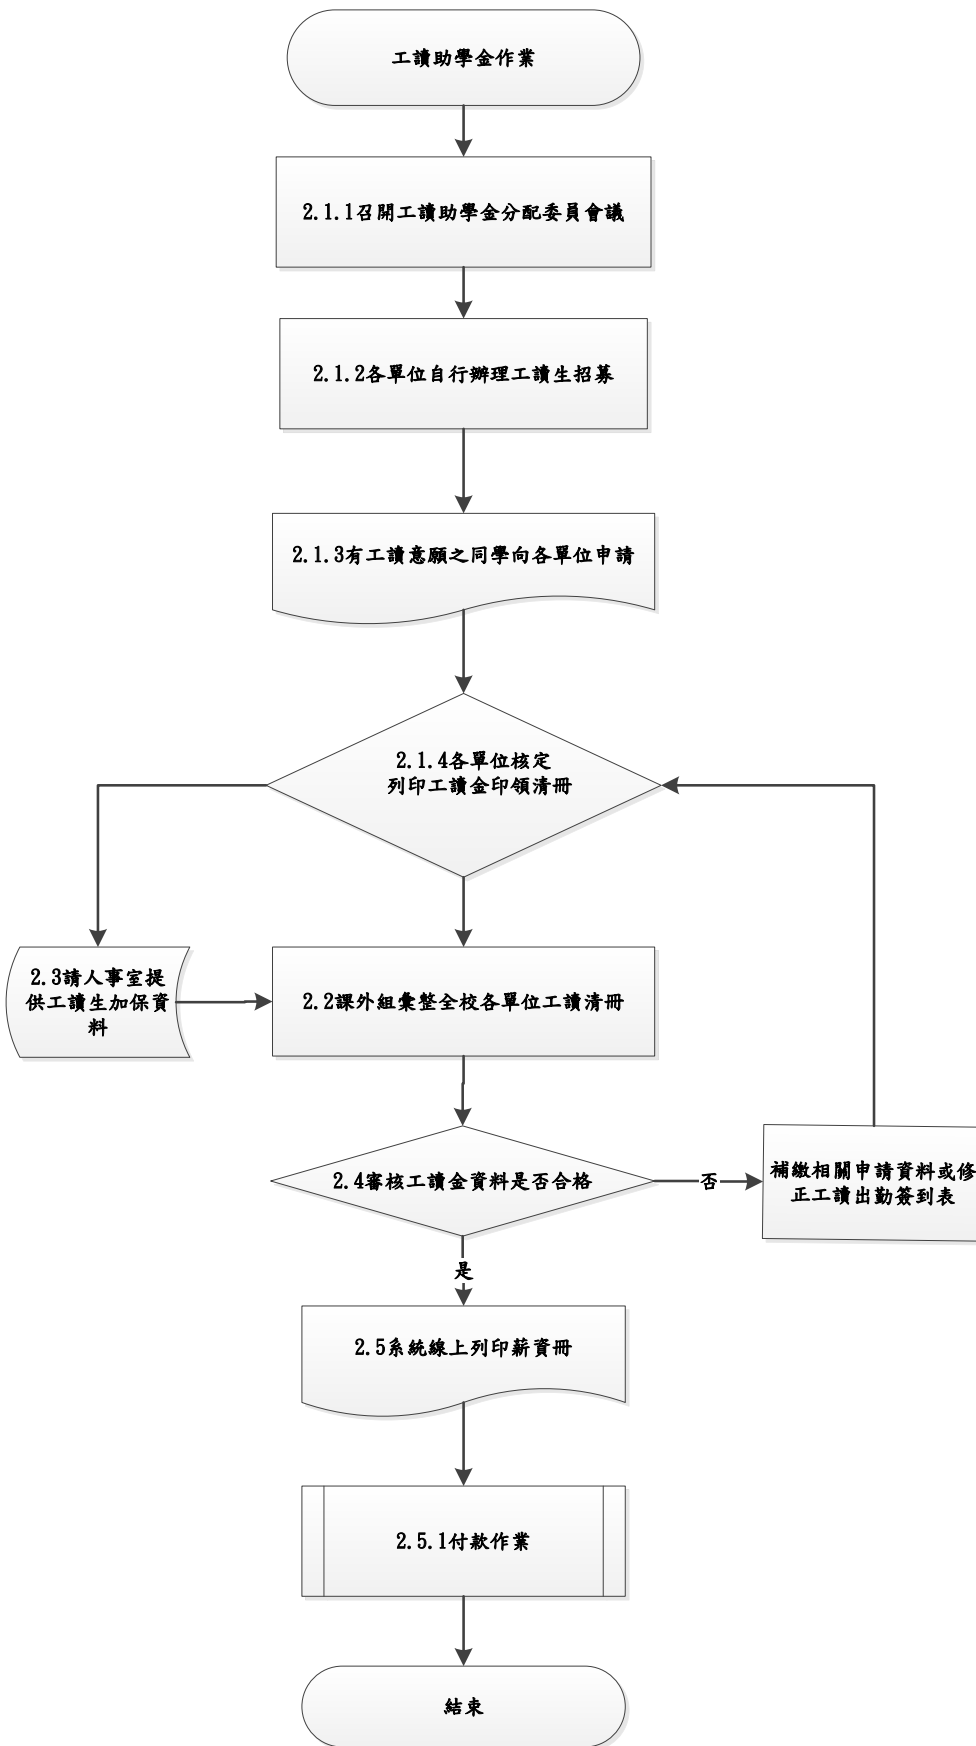 工讀助學金作業
2.1.1召開工讀助學金分配委員會議
2.1.2各單位自行辦理工讀生招募
2.1.3有工讀意願之同學向各單位申請
2.1.4各單位核定
列印工讀金印領清冊
2.3請人事室提
供工讀生加保資
料
2.2課外組彙整全校各單位工讀清冊
2.4審核工讀金資料是否合格
否
補繳相關申請資料或修
正工讀出勤簽到表
是
2.5系統線上列印薪資冊
2.5.1付款作業
結束